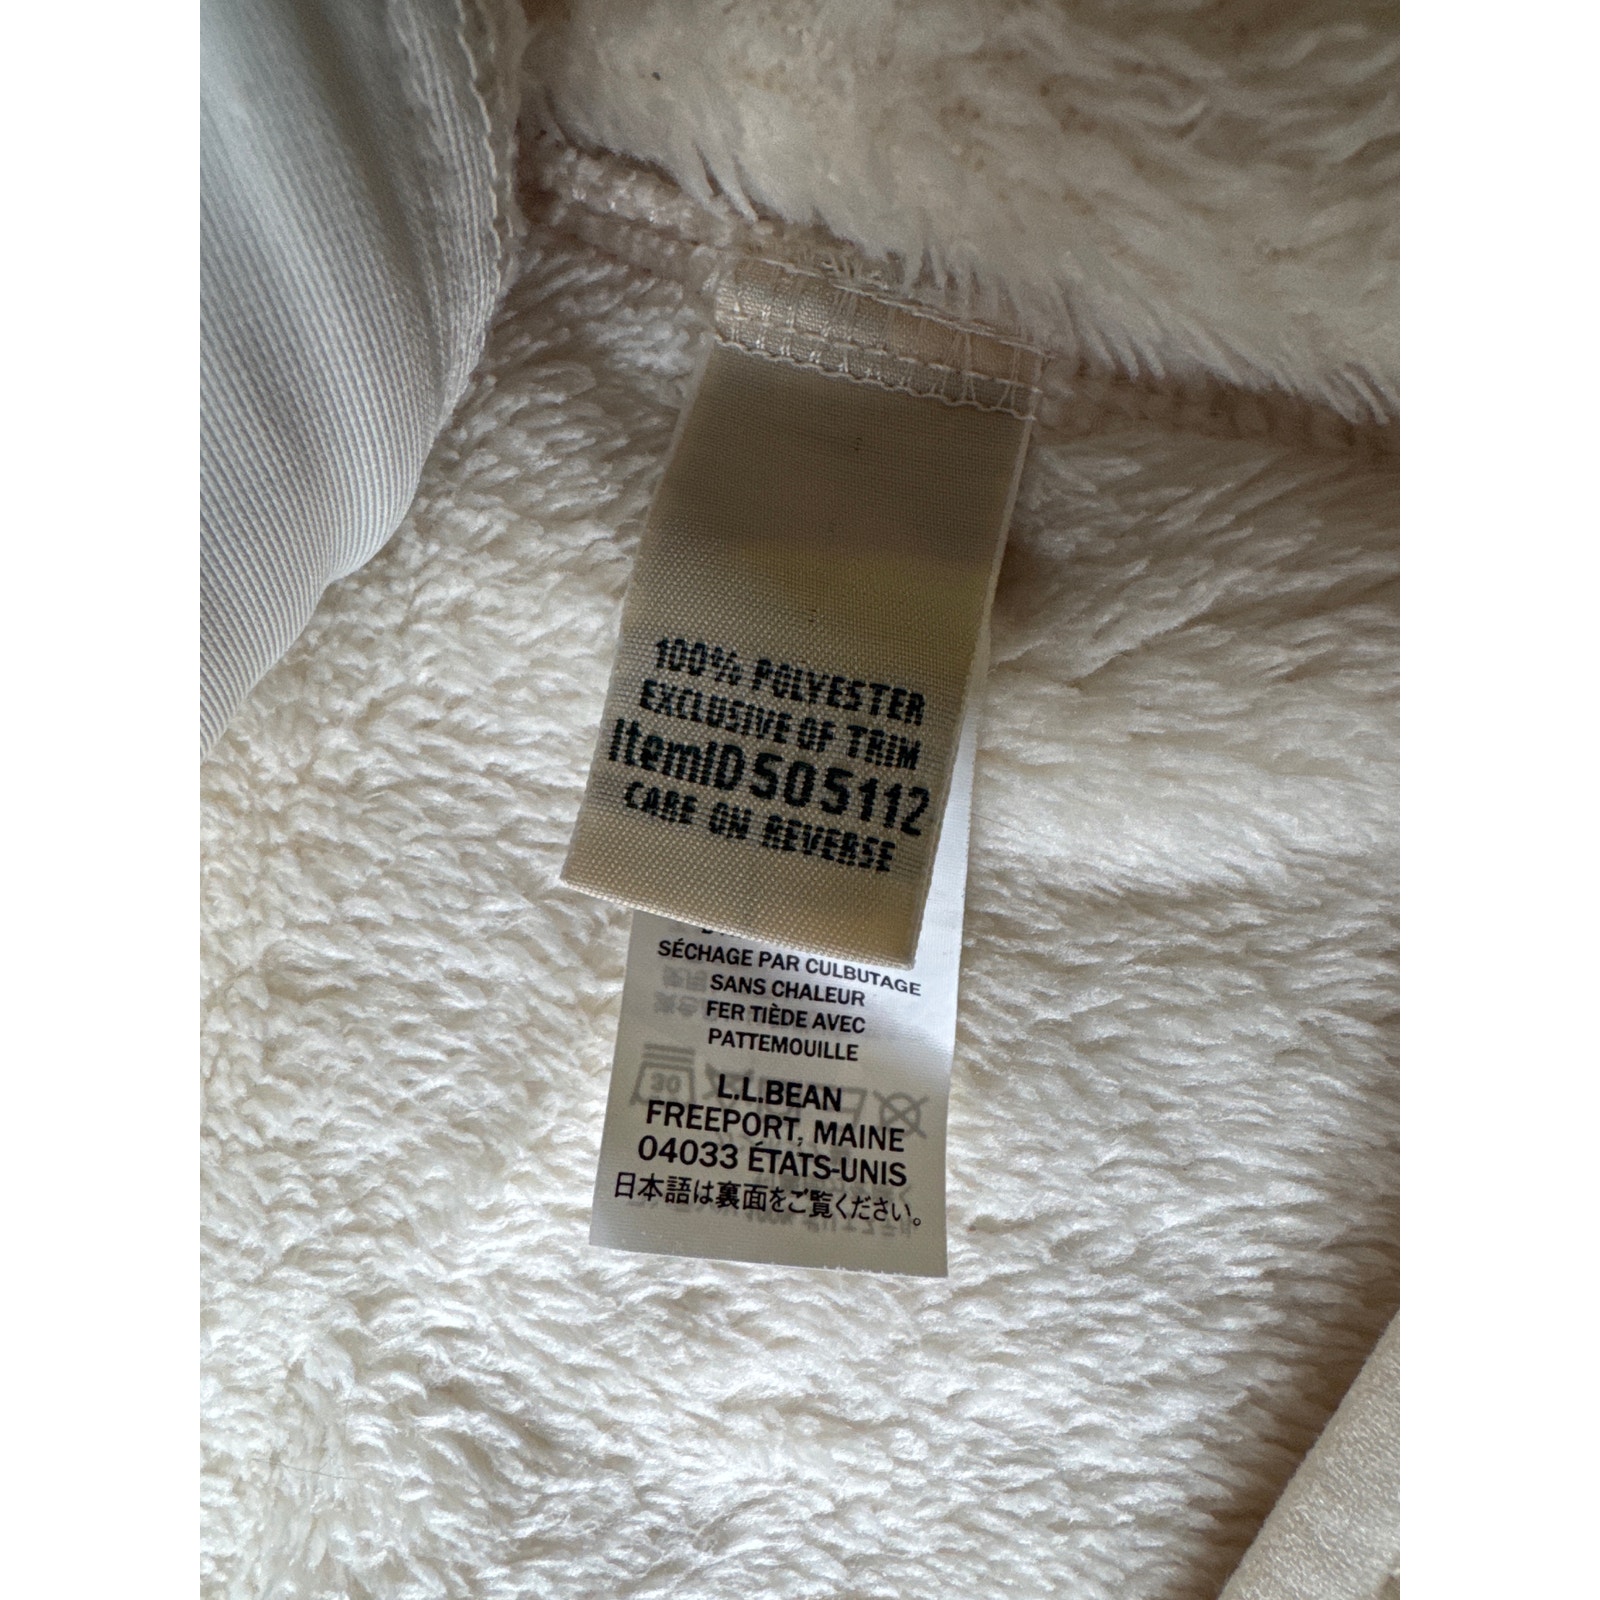 100% POLYESTER
EXCLUSIVE OF TRIM
ItemID 505112
CARE ON REVERSE
SÉCHAGE PAR CULBUTAGE
SANS CHALEUR
FER TIÈDE AVEC
PATTEMOUILLE
30
L.L.BEAN
FREEPORT, MAINE
04033 ÉTATS-UNIS
日本語は裏面をご覧ください。